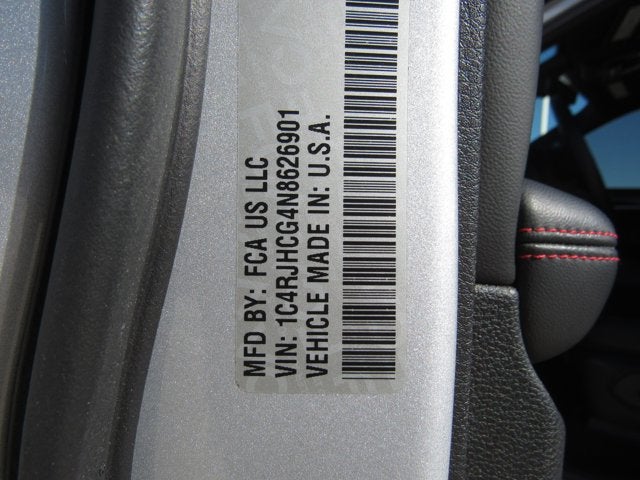 MFD BY: FCA US LLC
VIN: 1C4RJHCG4N8626901
VEHICLE MADE IN: U.S.A.